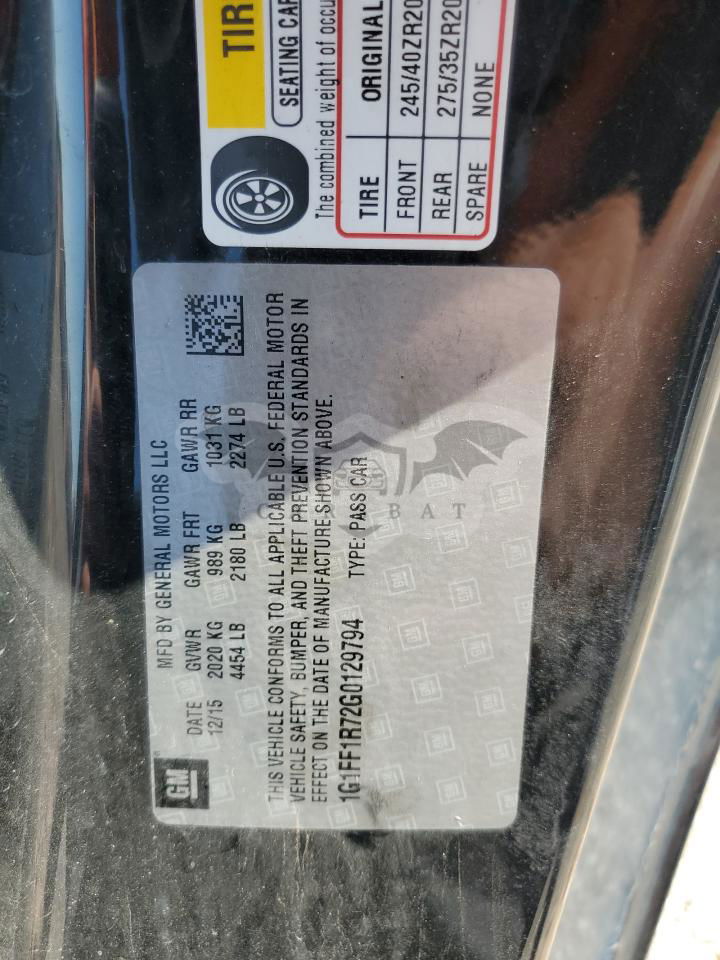 TIR
SEATING CAP
The combined weight of occu
TIRE ORIGINAL
FRONT 245/40ZR20
REAR 275/35ZR20
SPARE NONE
GM
MFD BY GENERAL MOTORS LLC
DATE GVWR GAWR FRT GAWR RR
12/15 2020 KG 989 KG 1031 KG
4454 LB 2180 LB 2274 LB
THIS VEHICLE CONFORMS TO ALL APPLICABLE U.S. FEDERAL MOTOR
VEHICLE SAFETY, BUMPER, AND THEFT PREVENTION STANDARDS IN
EFFECT ON THE DATE OF MANUFACTURE SHOWN ABOVE.
1G1FF1R72G0129794 TYPE: PASS CAR